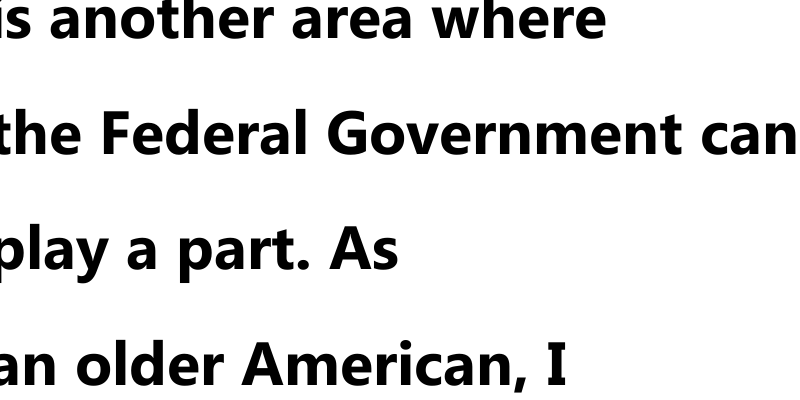 is another area where
the Federal Government can
play a part. As
an older American, I